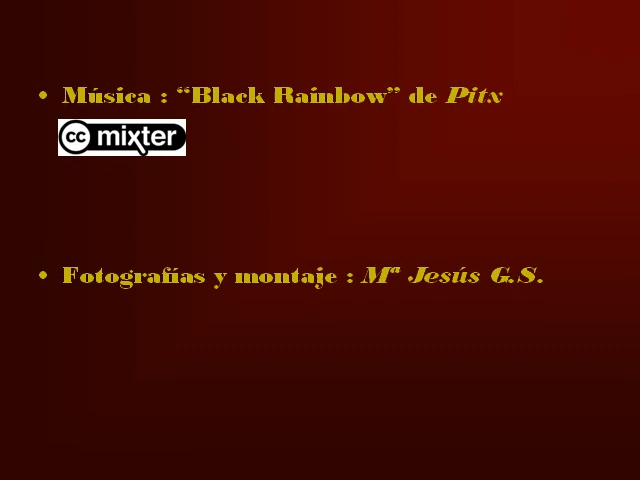 • Música : “Black Rainbow” de Pitx
cc mixter
• Fotografías y montaje : Mª Jesús G.S.